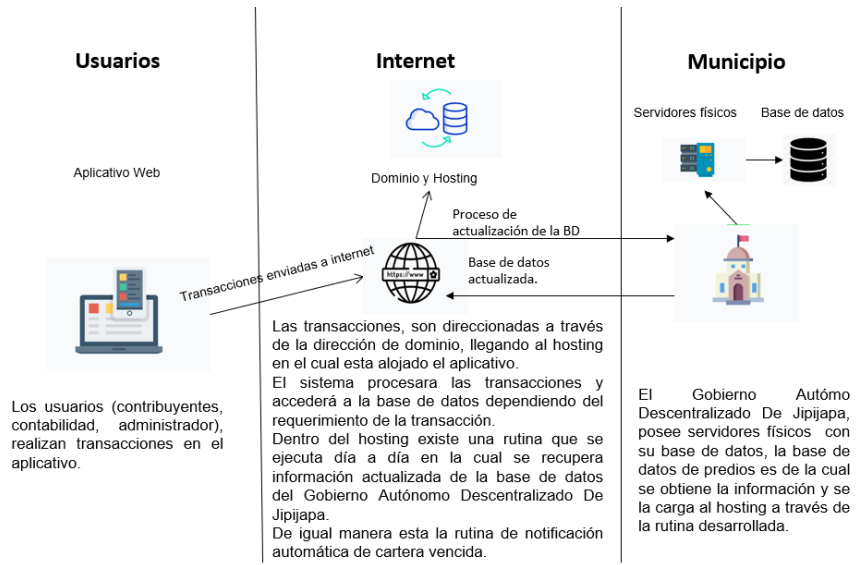 Usuarios
Aplicativo Web
Transacciones enviadas a internet
Los usuarios (contribuyentes,
contabilidad, administrador),
realizan transacciones en el
aplicativo.
Internet
Dominio y Hosting
Proceso de
actualización de la BD
https://www
Base de datos
actualizada.
Las transacciones, son direccionadas a través
de la dirección de dominio, llegando al hosting
en el cual esta alojado el aplicativo.
El sistema procesara las transacciones y
accederá a la base de datos dependiendo del
requerimiento de la transacción.
Dentro del hosting existe una rutina que se
ejecuta día a día en la cual se recupera
información actualizada de la base de datos
del Gobierno Autónomo Descentralizado De
Jipijapa.
De igual manera esta la rutina de notificación
automática de cartera vencida.
Municipio
Servidores físicos
Base de datos
El Gobierno Autómo
Descentralizado De Jipijapa,
posee servidores físicos con
su base de datos, la base de
datos de predios es de la cual
se obtiene la información y se
la carga al hosting a través de
la rutina desarrollada.